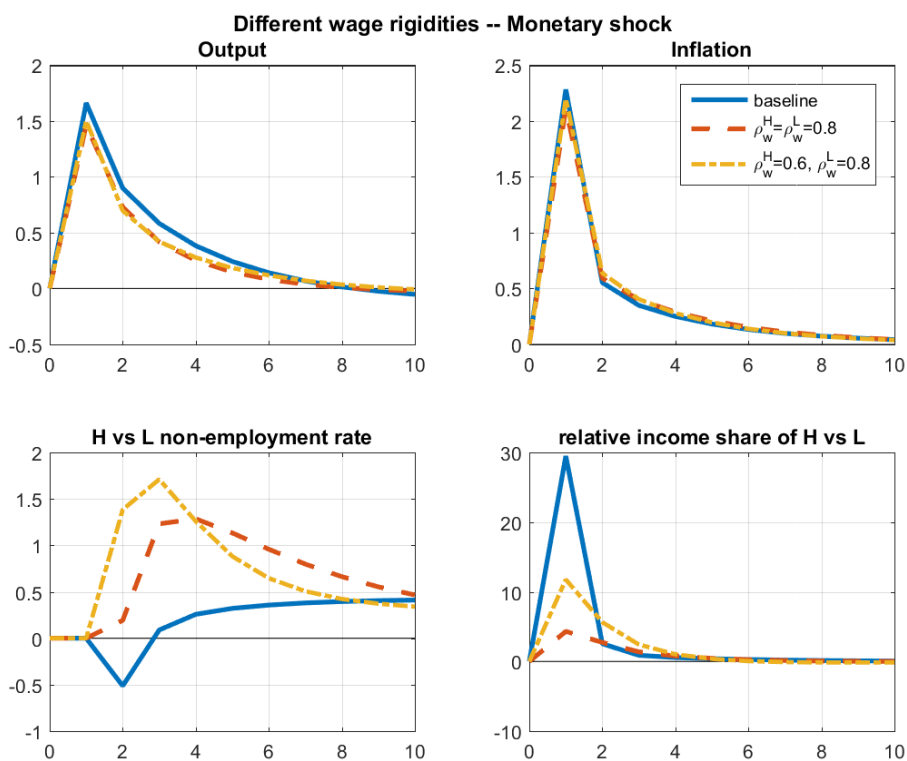 Different wage rigidities -- Monetary shock
Output
2
1.5
1
0.5
0
-0.5
0 2 4 6 8 10
Inflation
2.5
2
1.5
1
0.5
0
0 2 4 6 8 10
baseline
ρ_w^H=ρ_w^L=0.8
ρ_w^H=0.6, ρ_w^L=0.8
H vs L non-employment rate
2
1.5
1
0.5
0
-0.5
-1
0 2 4 6 8 10
relative income share of H vs L
30
20
10
0
-10
0 2 4 6 8 10